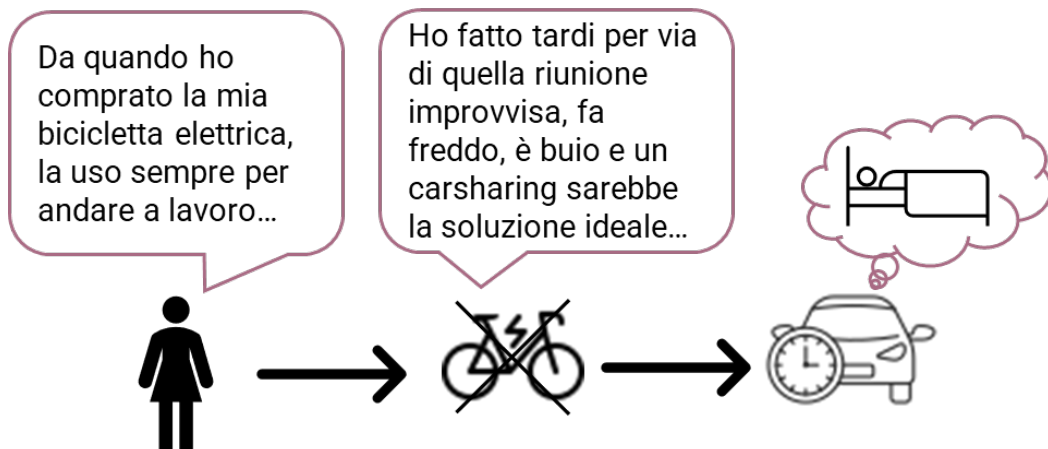 Da quando ho
comprato la mia
bicicletta elettrica,
la uso sempre per
andare a lavoro…
Ho fatto tardi per via
di quella riunione
improvvisa, fa
freddo, è buio e un
carsharing sarebbe
la soluzione ideale…